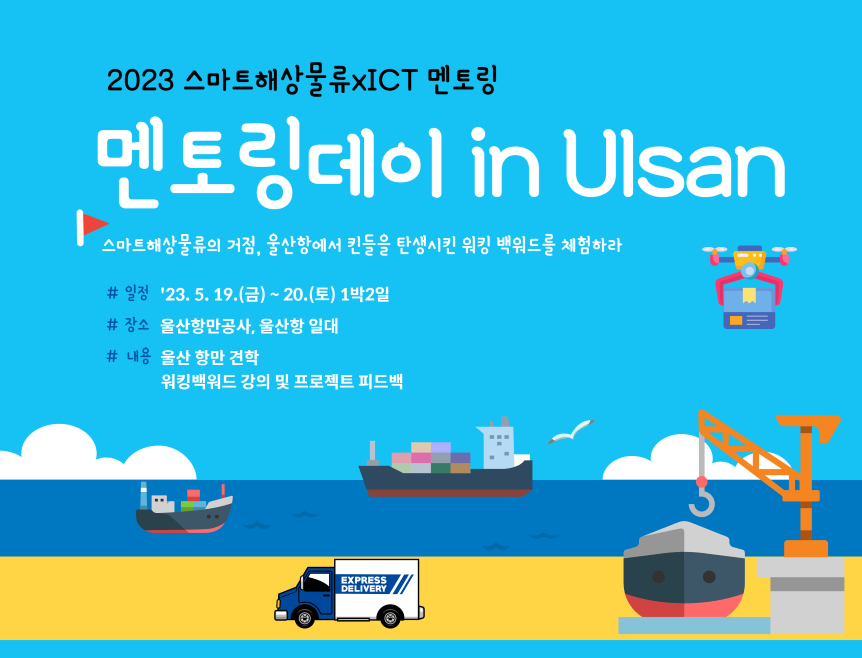 2023 스마트해상물류xICT 멘토링
멘토링데이 in Ulsan
스마트해상물류의 거점, 울산항에서 킨들을 탄생시킨 워킹 백워드를 체험하라
# 일정 '23. 5. 19.(금) ~ 20.(토) 1박2일
# 장소 울산항만공사, 울산항 일대
# 내용 울산 항만 견학
워킹백워드 강의 및 프로젝트 피드백
EXPRESS
DELIVERY